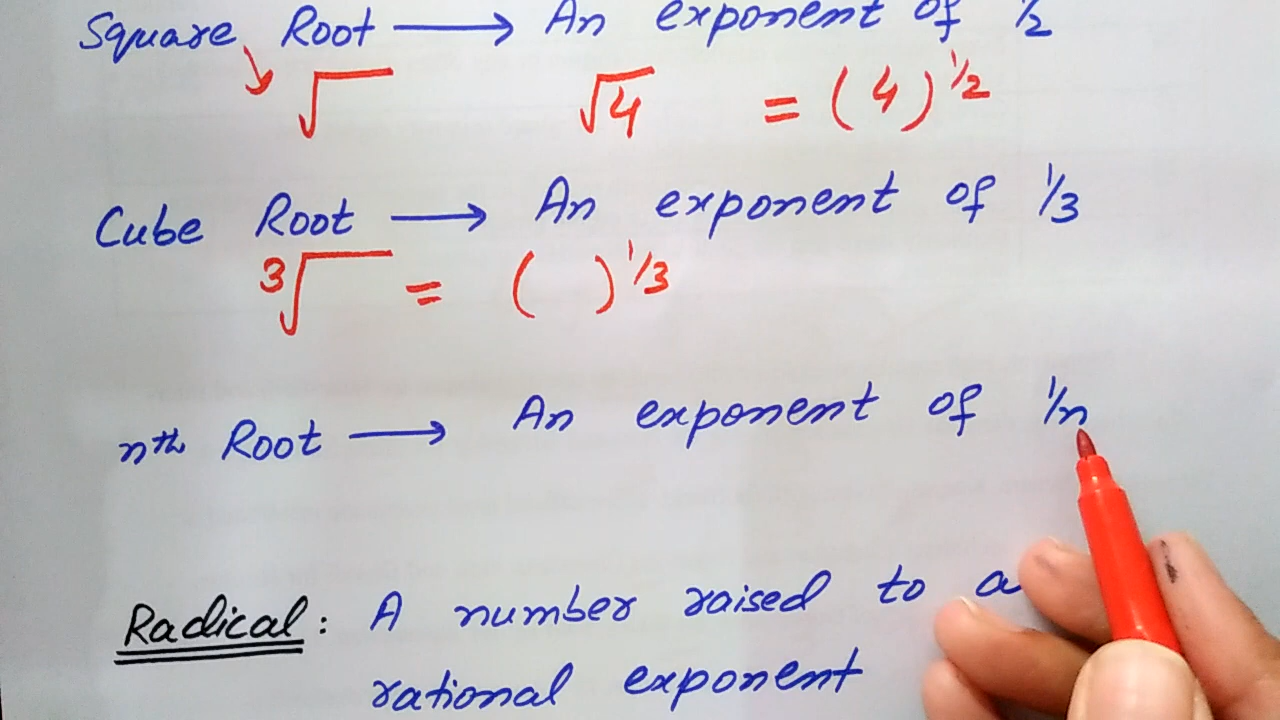 Square Root → An exponent of 1/2
√ √4 = (4)^1/2
Cube Root → An exponent of 1/3
³√ = ( )^1/3
nth Root → An exponent of 1/n
Radical : A number raised to a
rational exponent